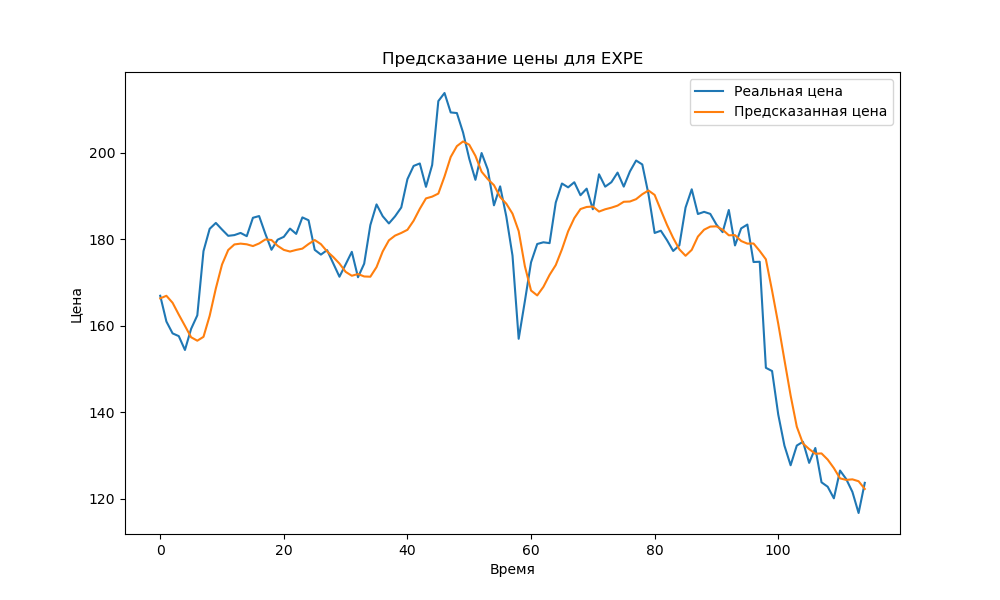 Предсказание цены для EXPE
Реальная цена
Предсказанная цена
Цена
200
180
160
140
120
0 20 40 60 80 100
Время